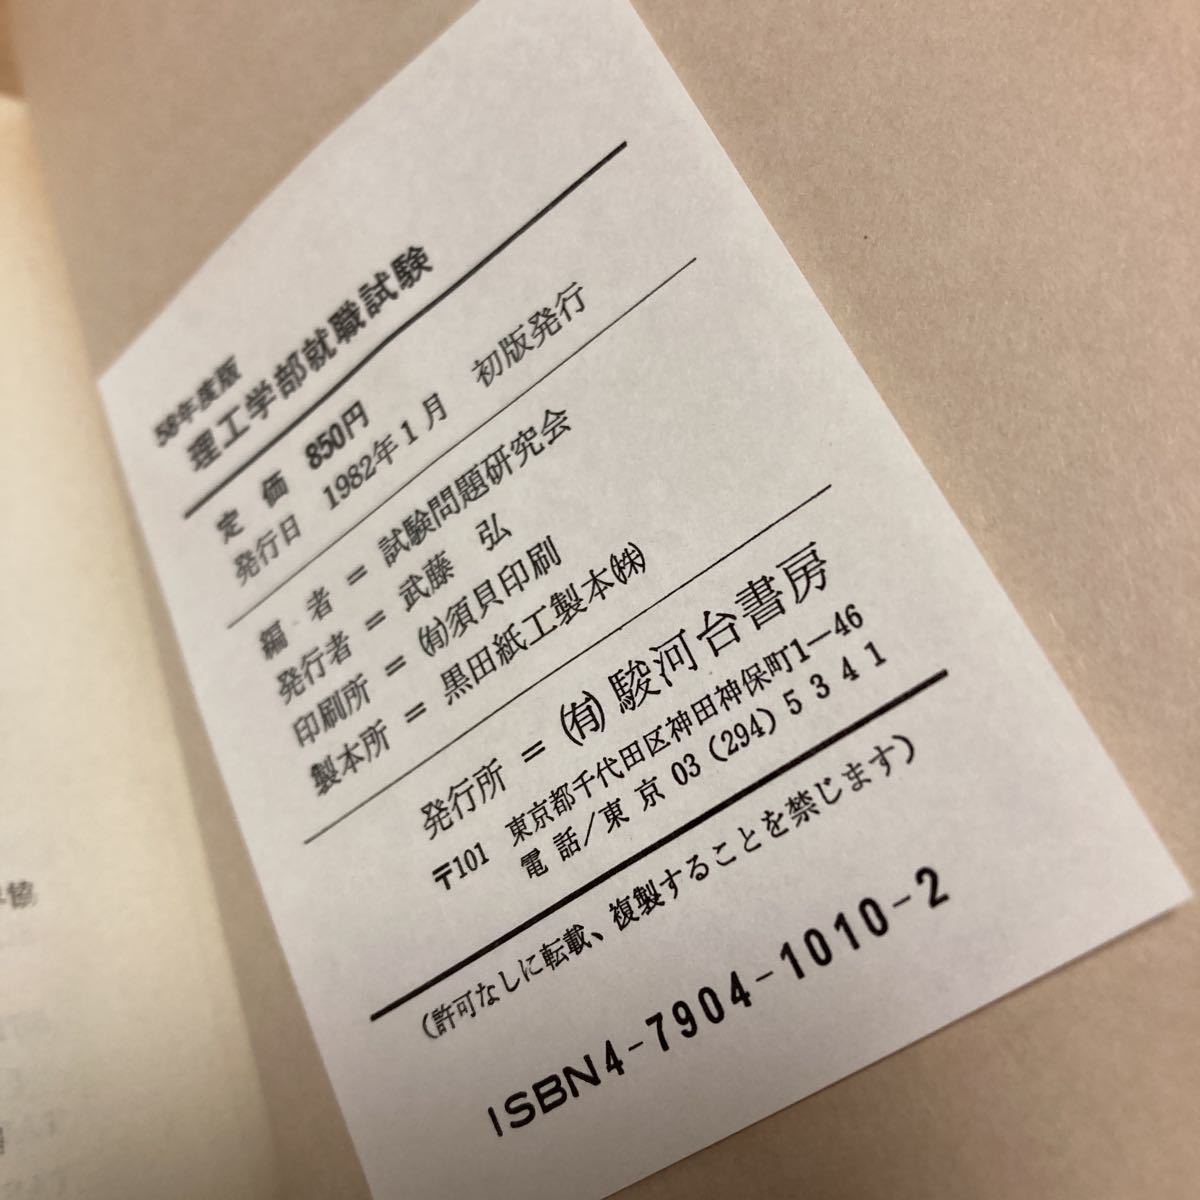 58年度版
理工学部就職試験
定 価 850円
発行日 1982年1月 初版発行
編 者 = 試験問題研究会
発行者 = 武藤 弘
印刷所 = ㈲須貝印刷
製本所 = 黒田紙工製本㈱
発行所 = ㈲駿河台書房
〒101 東京都千代田区神田神保町1―46
電 話／東 京 03 (294) 5 3 4 1
(許可なしに転載、複製することを禁じます)
ISBN4-7904-1010-2